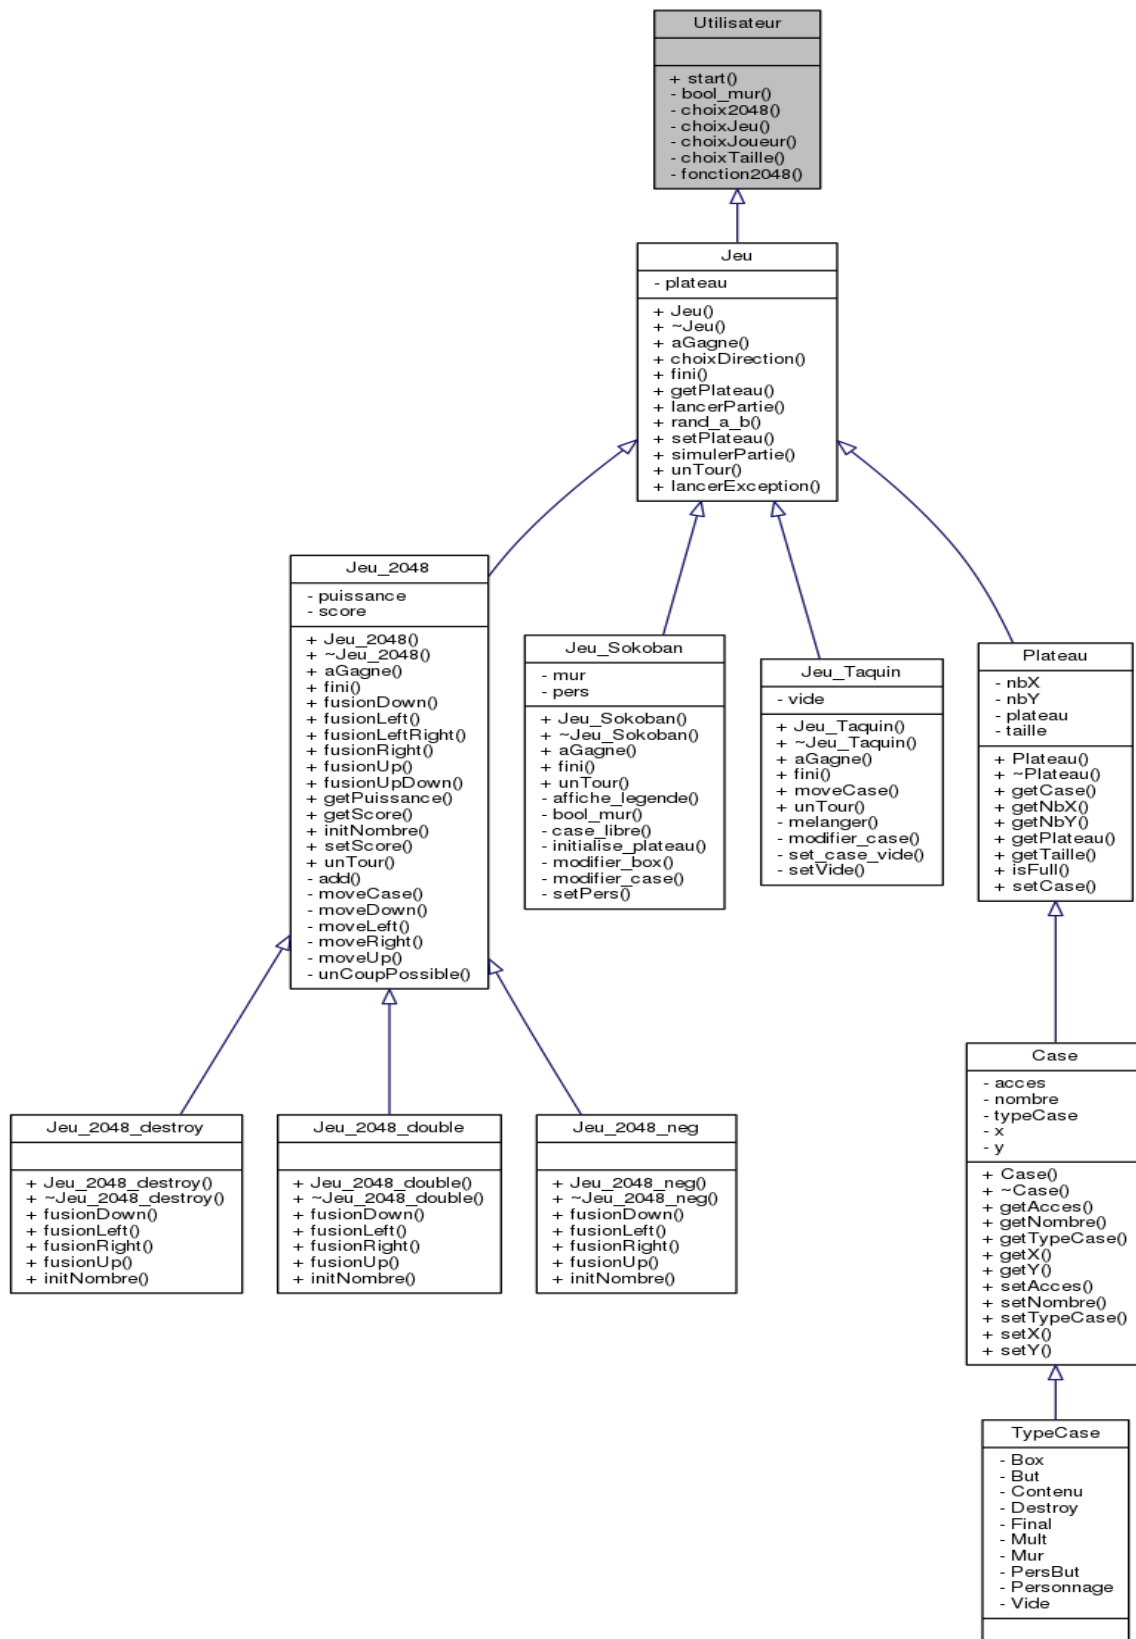 Utilisateur
+ start()
- bool_mur()
- choix2048()
- choixJeu()
- choixJoueur()
- choixTaille()
- fonction2048()
Jeu
- plateau
+ Jeu()
+ ~Jeu()
+ aGagne()
+ choixDirection()
+ fini()
+ getPlateau()
+ lancerPartie()
+ rand_a_b()
+ setPlateau()
+ simulerPartie()
+ unTour()
+ lancerException()
Jeu_2048
- puissance
- score
+ Jeu_2048()
+ ~Jeu_2048()
+ aGagne()
+ fini()
+ fusionDown()
+ fusionLeft()
+ fusionLeftRight()
+ fusionRight()
+ fusionUp()
+ fusionUpDown()
+ getPuissance()
+ getScore()
+ initNombre()
+ setScore()
+ unTour()
- add()
- moveCase()
- moveDown()
- moveLeft()
- moveRight()
- moveUp()
- unCoupPossible()
Jeu_Sokoban
- mur
- pers
+ Jeu_Sokoban()
+ ~Jeu_Sokoban()
+ aGagne()
+ fini()
+ unTour()
- affiche_legende()
- bool_mur()
- case_libre()
- initialise_plateau()
- modifier_box()
- modifier_case()
- setPers()
Jeu_Taquin
- vide
+ Jeu_Taquin()
+ ~Jeu_Taquin()
+ aGagne()
+ fini()
+ moveCase()
+ unTour()
- melanger()
- modifier_case()
- set_case_vide()
- setVide()
Plateau
- nbX
- nbY
- plateau
- taille
+ Plateau()
+ ~Plateau()
+ getCase()
+ getNbX()
+ getNbY()
+ getPlateau()
+ getTaille()
+ isFull()
+ setCase()
Jeu_2048_destroy
+ Jeu_2048_destroy()
+ ~Jeu_2048_destroy()
+ fusionDown()
+ fusionLeft()
+ fusionRight()
+ fusionUp()
+ initNombre()
Jeu_2048_double
+ Jeu_2048_double()
+ ~Jeu_2048_double()
+ fusionDown()
+ fusionLeft()
+ fusionRight()
+ fusionUp()
+ initNombre()
Jeu_2048_neg
+ Jeu_2048_neg()
+ ~Jeu_2048_neg()
+ fusionDown()
+ fusionLeft()
+ fusionRight()
+ fusionUp()
+ initNombre()
Case
- acces
- nombre
- typeCase
- x
- y
+ Case()
+ ~Case()
+ getAcces()
+ getNombre()
+ getTypeCase()
+ getX()
+ getY()
+ setAcces()
+ setNombre()
+ setTypeCase()
+ setX()
+ setY()
TypeCase
- Box
- But
- Contenu
- Destroy
- Final
- Mult
- Mur
- PersBut
- Personnage
- Vide